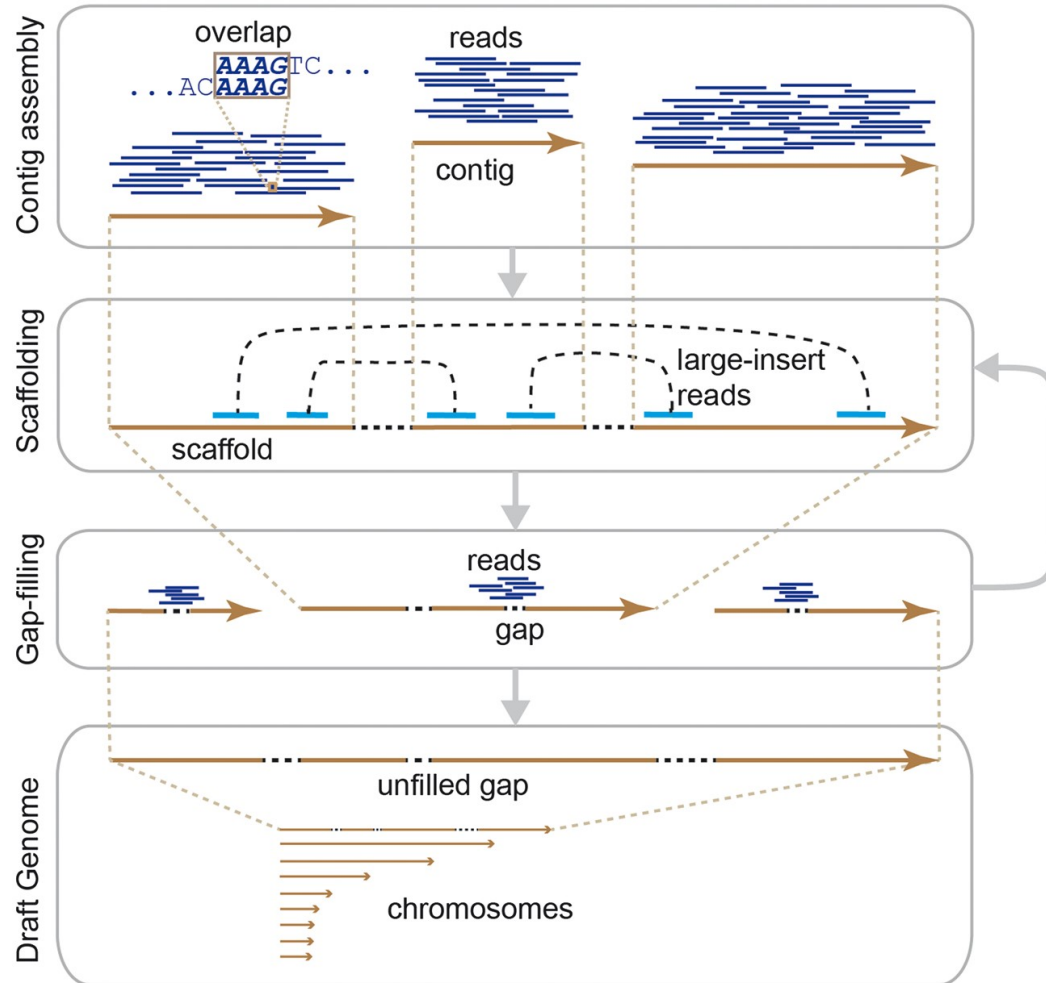 Contig assembly
overlap
AAAGTC...
...ACAAAG
reads
contig
Scaffolding
large-insert
reads
scaffold
Gap-filling
reads
gap
Draft Genome
unfilled gap
chromosomes